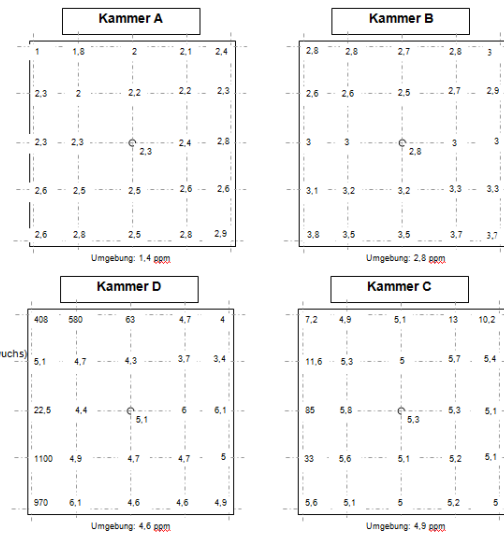 Kammer A
1 1,8 2 2,1 2,4
2,3 2 2,2 2,2 2,3
2,3 2,3 2,3 2,4 2,8
2,6 2,5 2,5 2,6 2,6
2,6 2,8 2,5 2,8 2,9
Umgebung: 1,4 ppm
Kammer B
2,8 2,8 2,7 2,8 3
2,6 2,6 2,5 2,7 2,9
3 3 2,8 3 3
3,1 3,2 3,2 3,3 3,3
3,8 3,5 3,5 3,7 3,7
Umgebung: 2,8 ppm
Kammer D
408 580 63 4,7 4
uchs) 5,1 4,7 4,3 3,7 3,4
22,5 4,4 5,1 6 6,1
1100 4,9 4,7 4,7 5
970 6,1 4,6 4,6 4,9
Umgebung: 4,6 ppm
Kammer C
7,2 4,9 5,1 13 10,2
11,6 5,3 5 5,7 5,4
85 5,8 5,3 5,3 5,1
33 5,6 5,1 5,2 5,1
5,6 5,1 5 5,2 5
Umgebung: 4,9 ppm